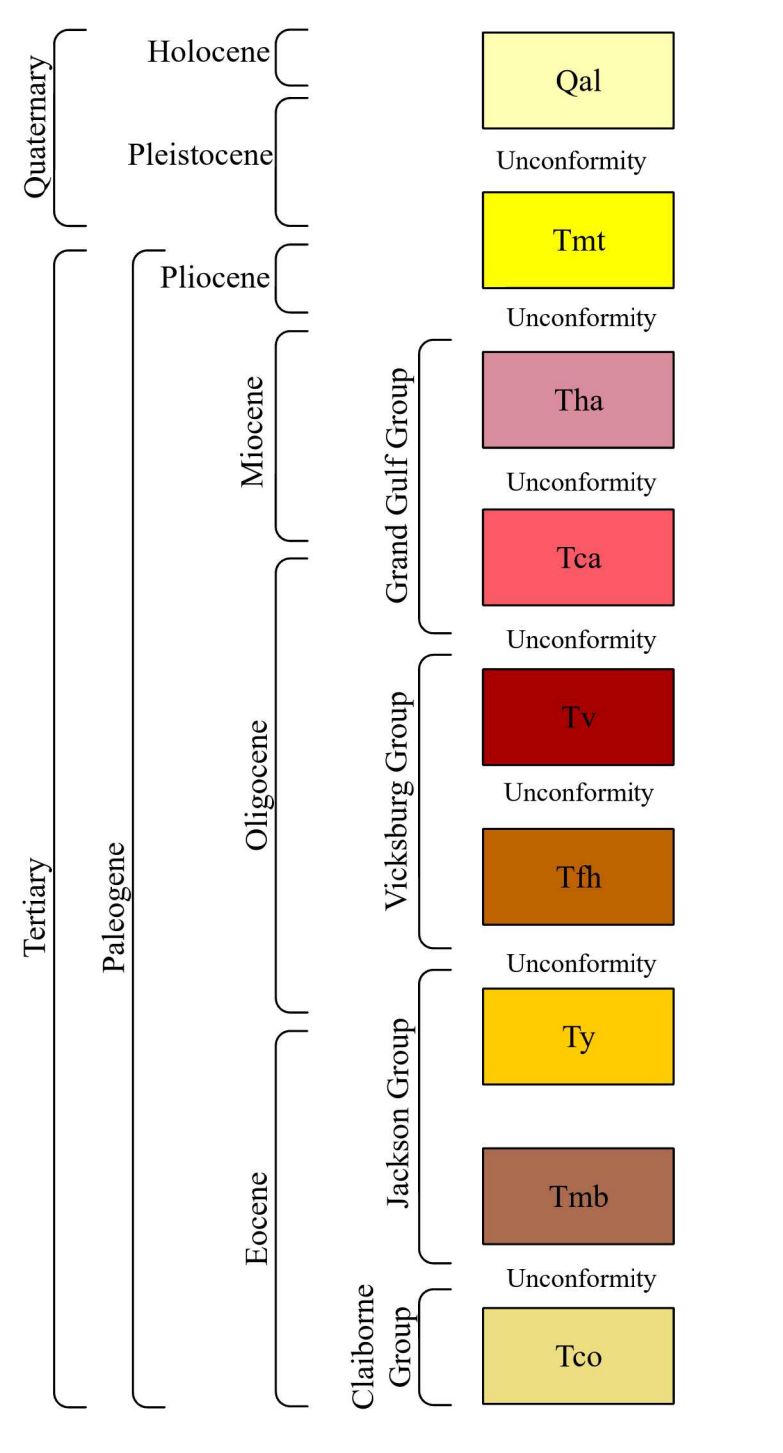 Quaternary
Holocene
Pleistocene
Tertiary
Paleogene
Pliocene
Miocene
Oligocene
Eocene
Grand Gulf Group
Vicksburg Group
Jackson Group
Claiborne
Group
Qal
Unconformity
Tmt
Unconformity
Tha
Unconformity
Tca
Unconformity
Tv
Unconformity
Tfh
Unconformity
Ty
Tmb
Unconformity
Tco